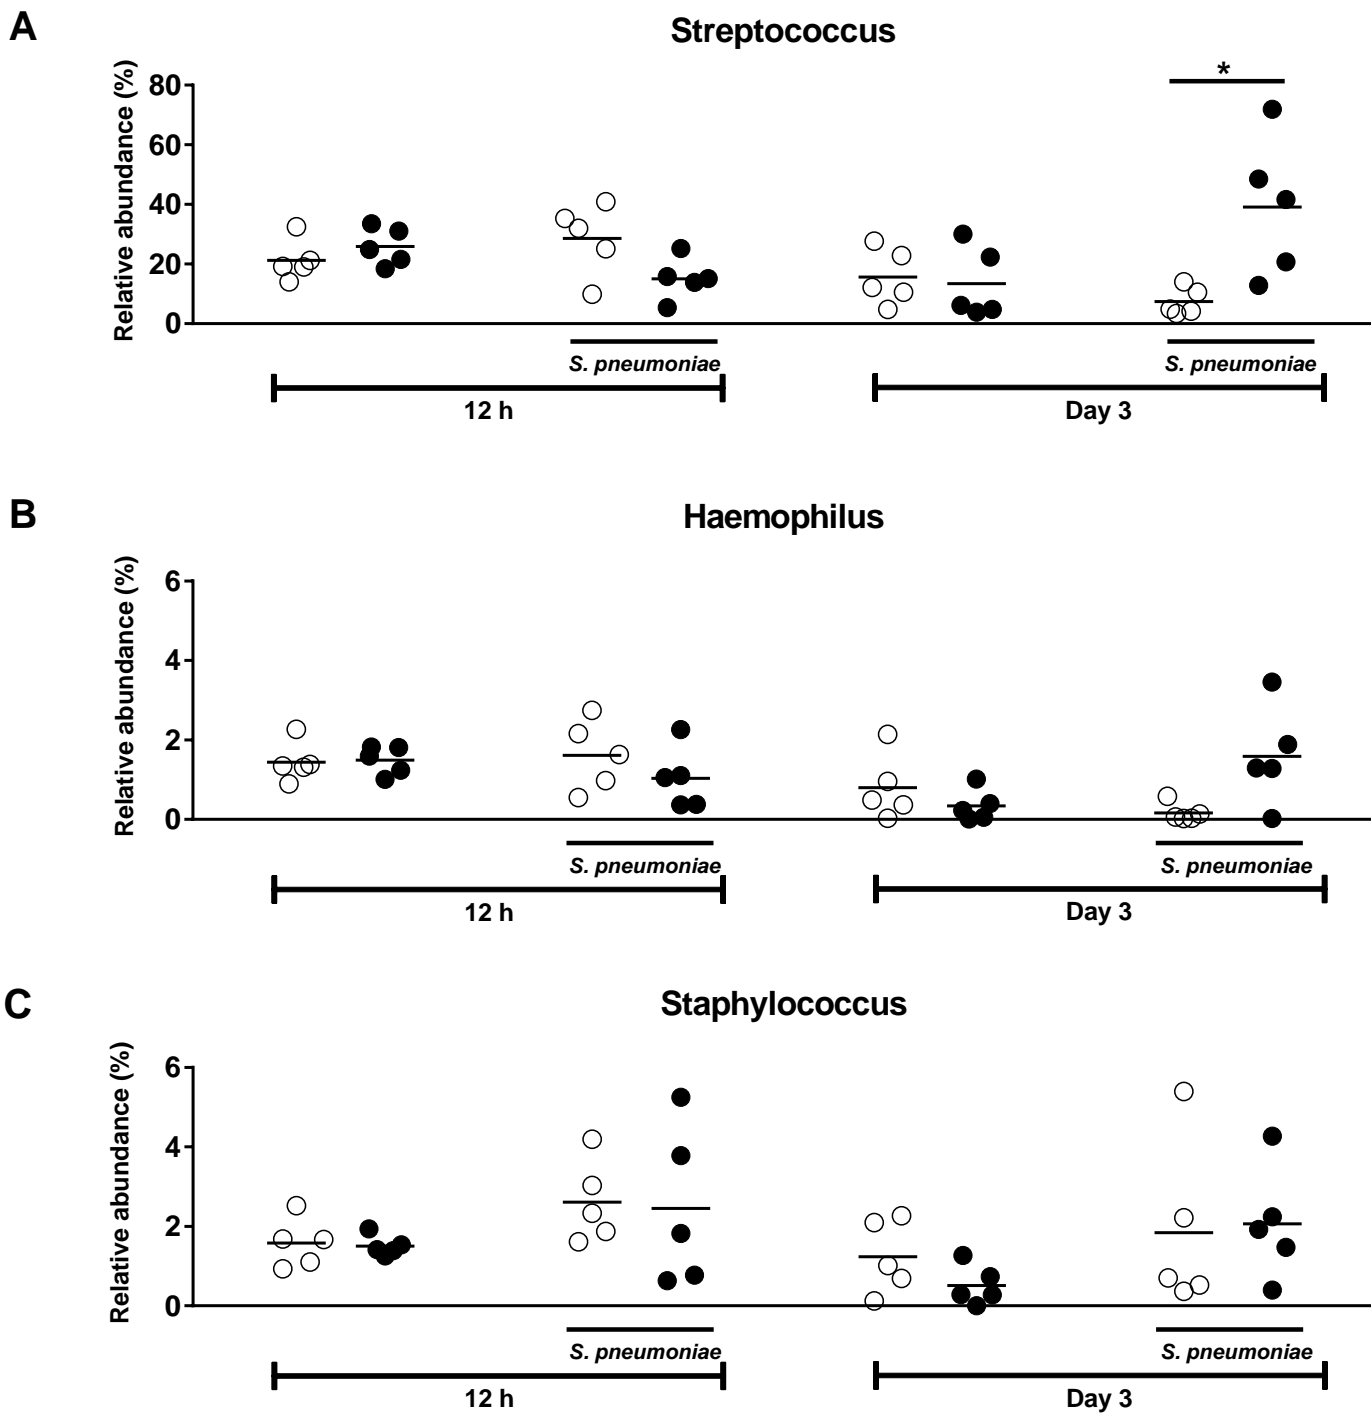 A
Streptococcus
Relative abundance (%)
80
60
40
20
0
*
S. pneumoniae
S. pneumoniae
12 h
Day 3
B
Haemophilus
Relative abundance (%)
6
4
2
0
S. pneumoniae
S. pneumoniae
12 h
Day 3
C
Staphylococcus
Relative abundance (%)
6
4
2
0
S. pneumoniae
S. pneumoniae
12 h
Day 3